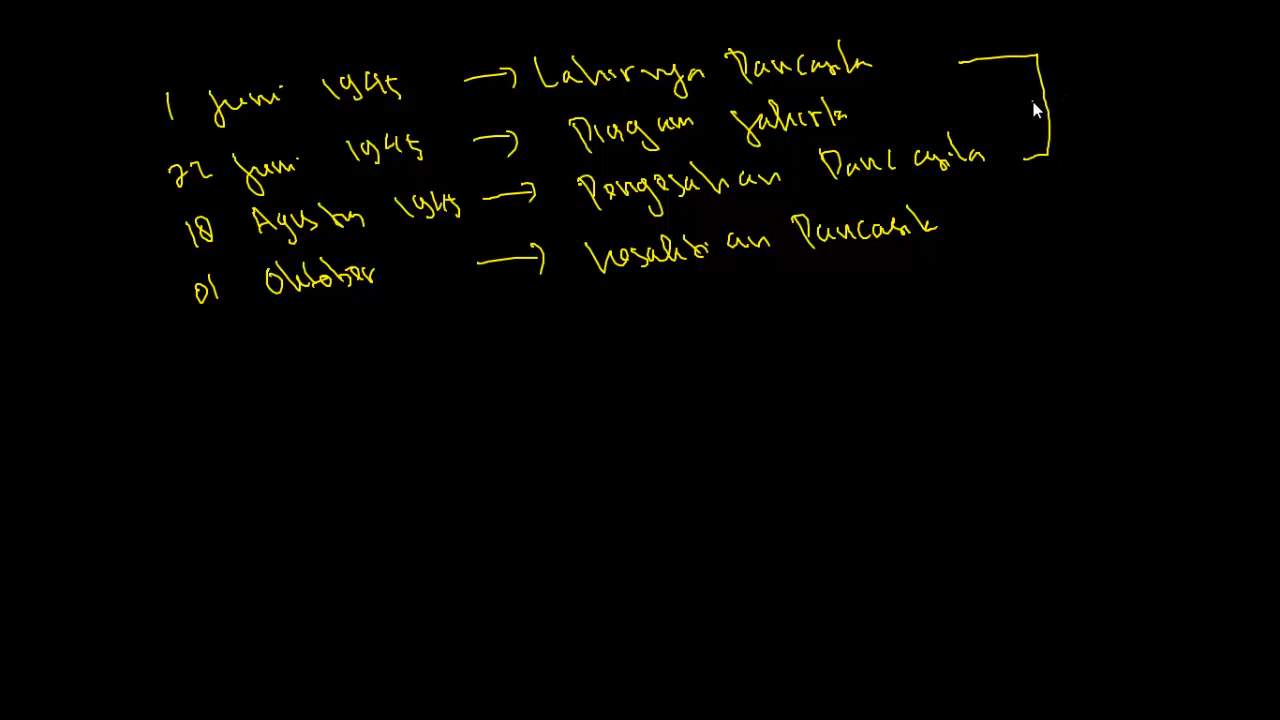 1 Juni 1945 → Lahirnya Pancasila
22 Juni 1945 → Piagam Jakarta
18 Agustus 1945 → Pengesahan Pancasila
01 Oktober → Kesaktian Pancasila